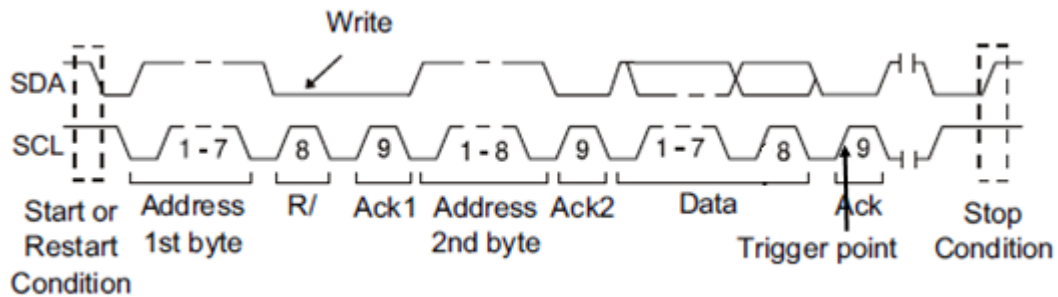 Write
SDA
SCL 1 - 7 8 9 1 - 8 9 1 - 7 8 9
Start or Restart Condition
Address 1st byte
R/
Ack1
Address 2nd byte
Ack2
Data
Ack
Trigger point
Stop Condition